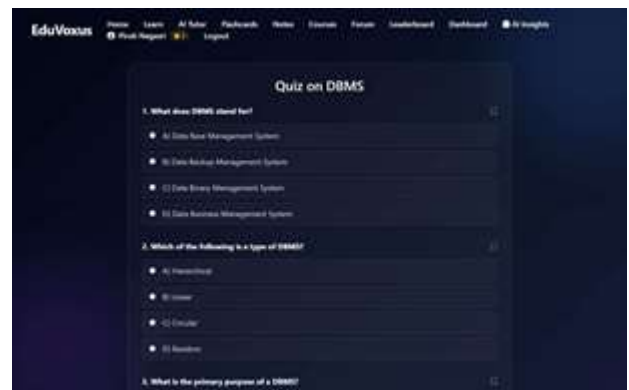 EduVoxus
Home Learn AI Tutor Flashcards Notes Courses Forum Leaderboard Dashboard AI Insights
Logout
Quiz on DBMS
1. What does DBMS stand for?
A) Data Base Management System
B) Data Backup Management System
C) Data Binary Management System
D) Data Business Management System
2. Which of the following is a type of DBMS?
A) Hierarchical
B) Linear
C) Circular
D) Random
3. What is the primary purpose of a DBMS?